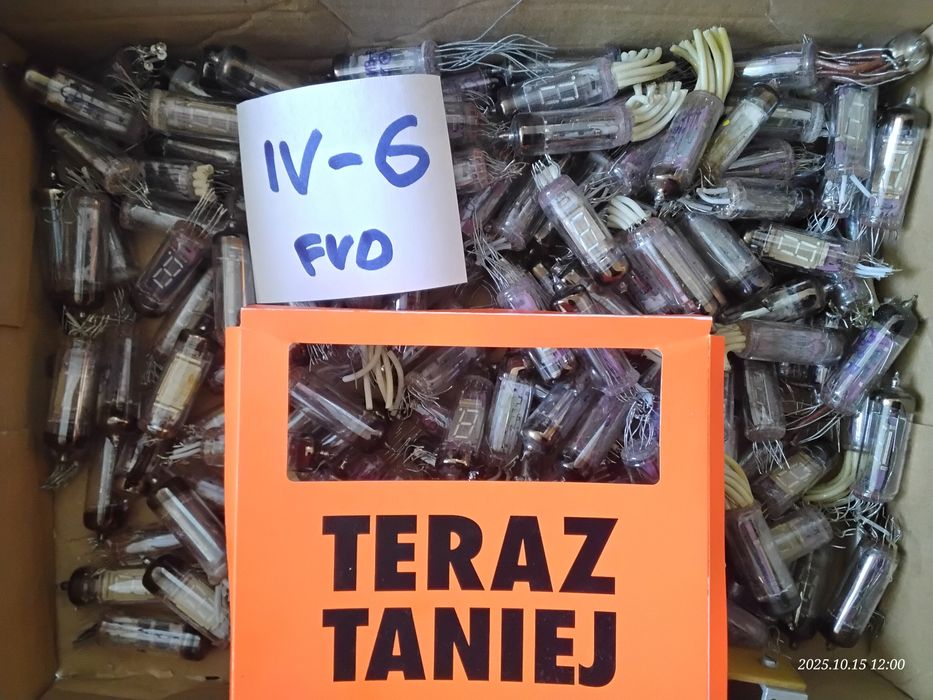 IV-6
FVD
TERAZ
TANIEJ
2025.10.15 12:00